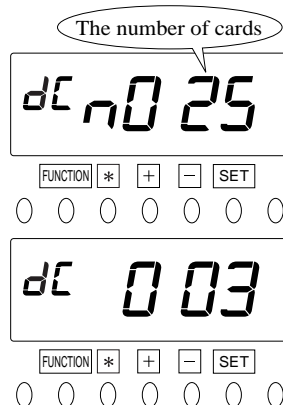 The number of cards
dC n0 25
FUNCTION * + - SET
dC 0 03
FUNCTION * + - SET